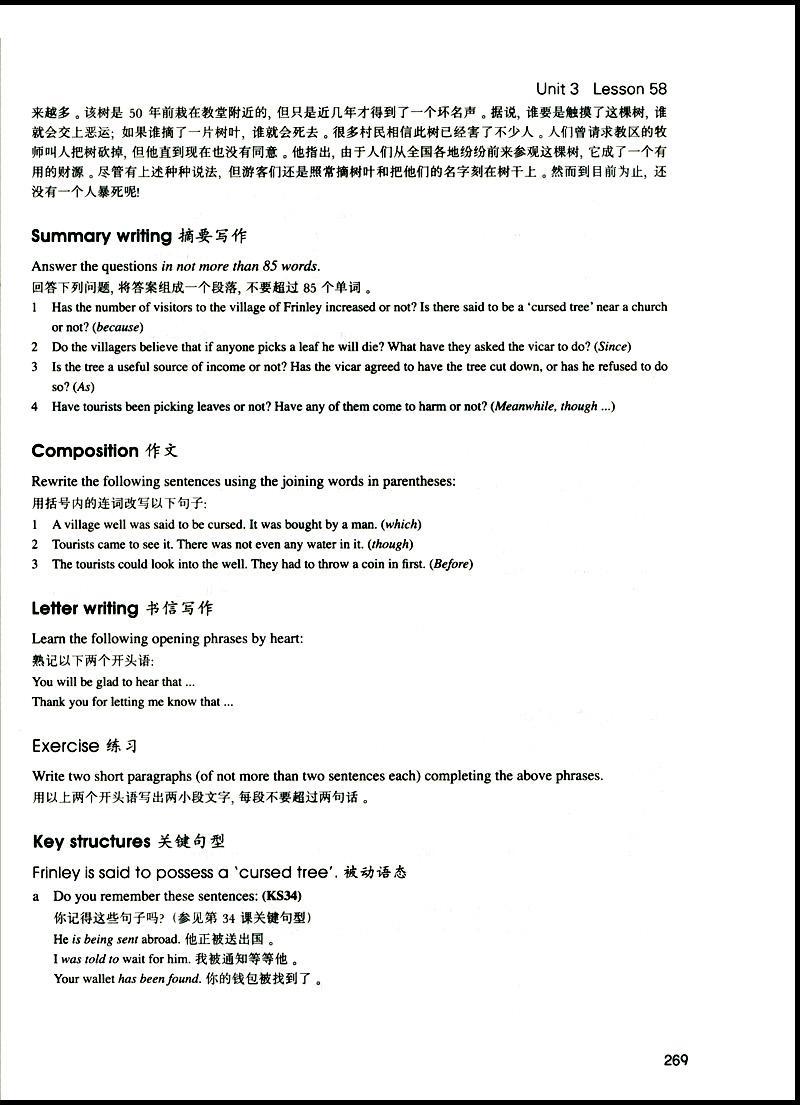 Unit 3 Lesson 58
来越多。该树是 50 年前栽在教堂附近的, 但只是近几年才得到了一个坏名声。据说, 谁要是触摸了这棵树, 谁
就会交上恶运; 如果谁摘了一片树叶, 谁就会死去。很多村民相信此树已经害了不少人。人们曾请求教区的牧
师叫人把树砍掉, 但他直到现在也没有同意。他指出, 由于人们从全国各地纷纷前来参观这棵树, 它成了一个有
用的财源。尽管有上述种种说法, 但游客们还是照常摘树叶和把他们的名字刻在树干上。然而到目前为止, 还
没有一个人暴死呢!
Summary writing 摘要写作
Answer the questions in not more than 85 words.
回答下列问题, 将答案组成一个段落, 不要超过 85 个单词。
1 Has the number of visitors to the village of Frinley increased or not? Is there said to be a ‘cursed tree’ near a church
or not? (because)
2 Do the villagers believe that if anyone picks a leaf he will die? What have they asked the vicar to do? (Since)
3 Is the tree a useful source of income or not? Has the vicar agreed to have the tree cut down, or has he refused to do
so? (As)
4 Have tourists been picking leaves or not? Have any of them come to harm or not? (Meanwhile, though ...)
Composition 作文
Rewrite the following sentences using the joining words in parentheses:
用括号内的连词改写以下句子:
1 A village well was said to be cursed. It was bought by a man. (which)
2 Tourists came to see it. There was not even any water in it. (though)
3 The tourists could look into the well. They had to throw a coin in first. (Before)
Letter writing 书信写作
Learn the following opening phrases by heart:
熟记以下两个开头语:
You will be glad to hear that ...
Thank you for letting me know that ...
Exercise 练习
Write two short paragraphs (of not more than two sentences each) completing the above phrases.
用以上两个开头语写出两小段文字, 每段不要超过两句话。
Key structures 关键句型
Frinley is said to possess a ‘cursed tree’. 被动语态
a Do you remember these sentences: (KS34)
你记得这些句子吗? (参见第 34 课关键句型)
He is being sent abroad. 他正被送出国。
I was told to wait for him. 我被通知等等他。
Your wallet has been found. 你的钱包被找到了。
269